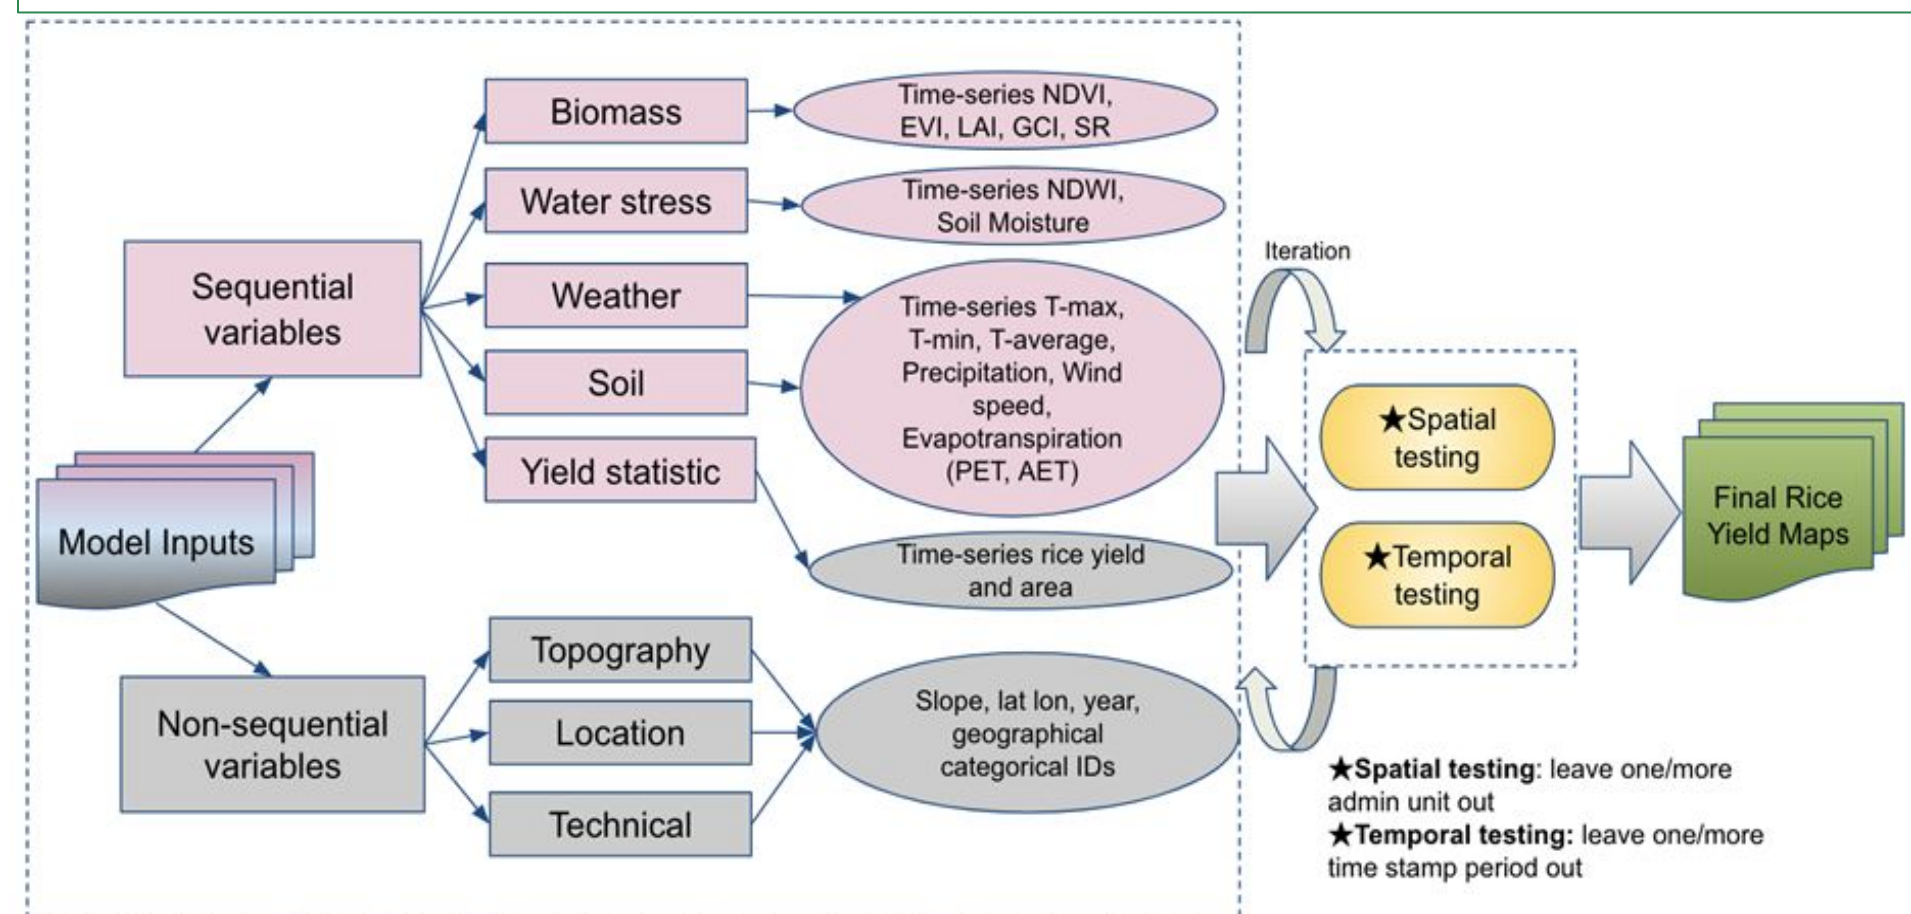 Biomass
Time-series NDVI,
EVI, LAI, GCI, SR
Water stress
Time-series NDWI,
Soil Moisture
Sequential
variables
Weather
Soil
Time-series T-max,
T-min, T-average,
Precipitation, Wind
speed,
Evapotranspiration
(PET, AET)
Yield statistic
Time-series rice yield
and area
Model Inputs
Non-sequential
variables
Topography
Location
Technical
Slope, lat lon, year,
geographical
categorical IDs
Iteration
★Spatial
testing
★Temporal
testing
Final Rice
Yield Maps
★Spatial testing: leave one/more
admin unit out
★Temporal testing: leave one/more
time stamp period out